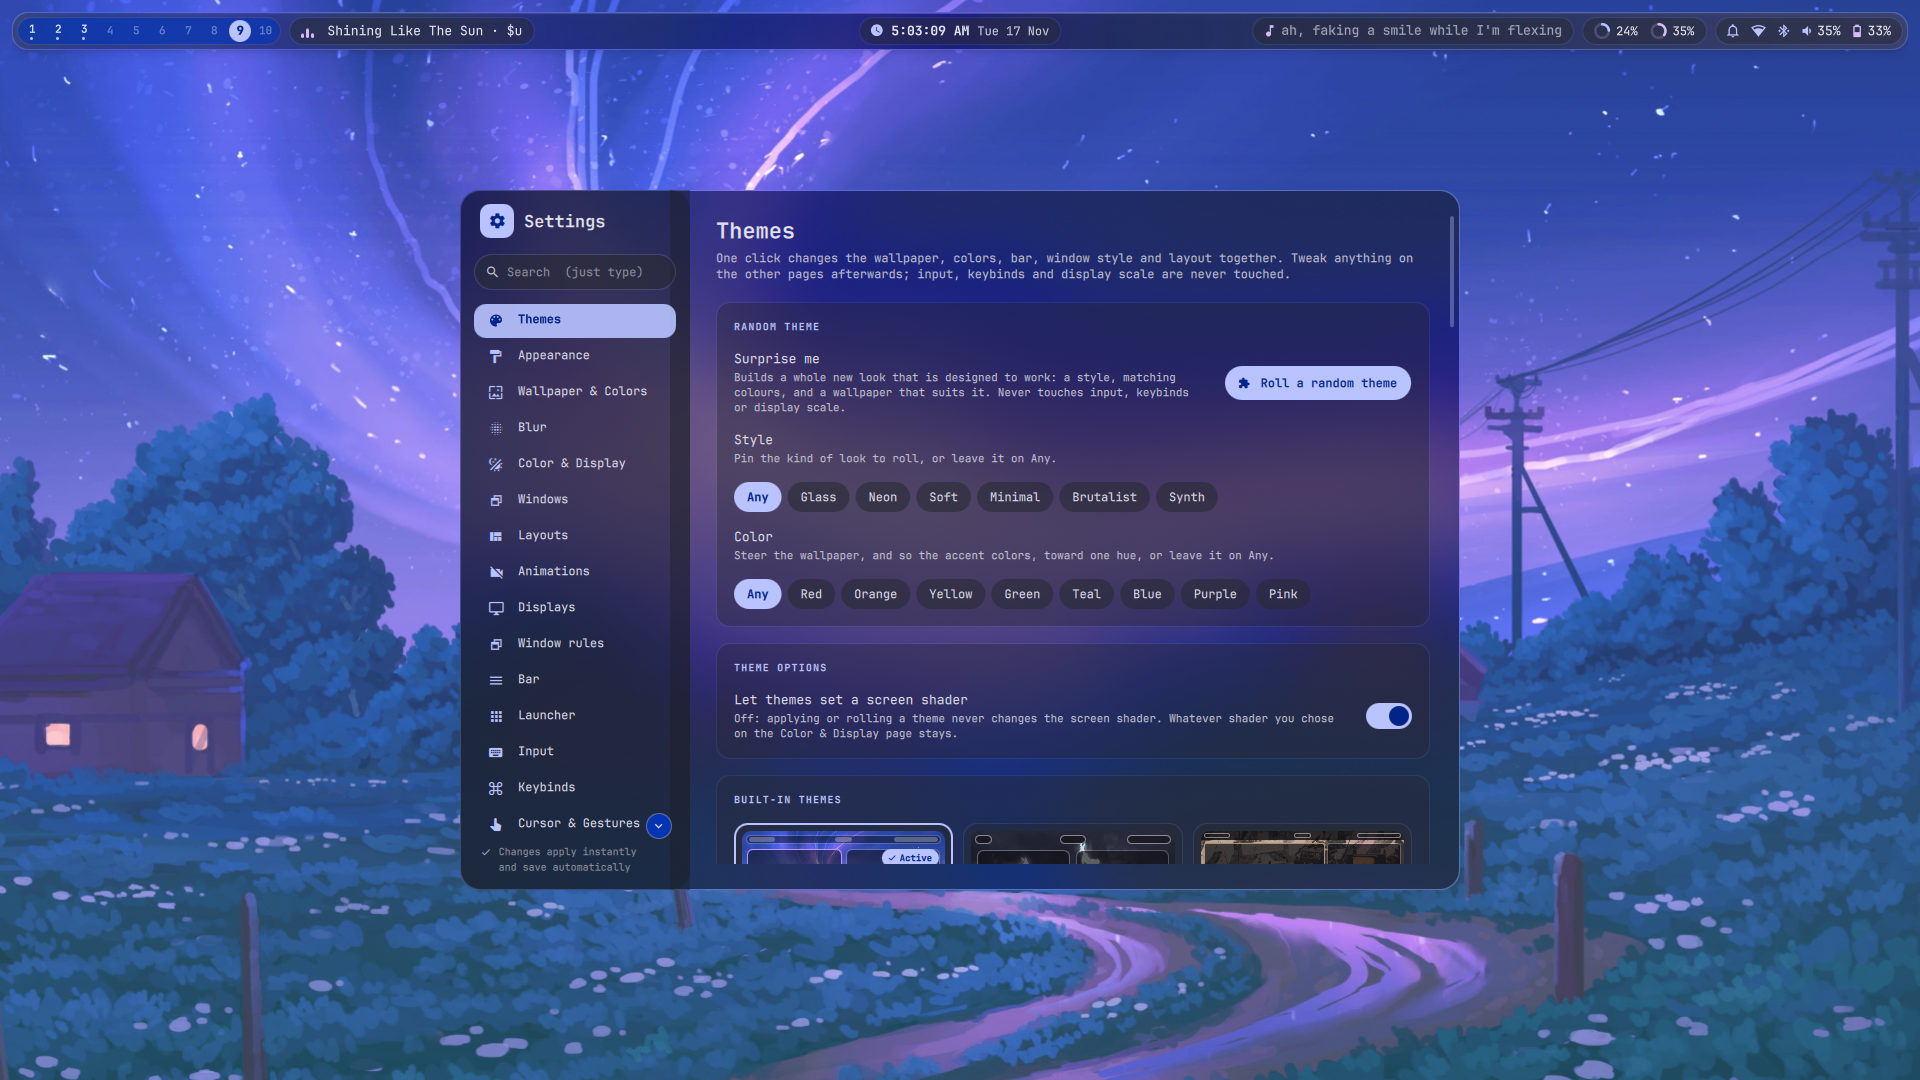 1 2 3 4 5 6 7 8 9 10 Shining Like The Sun · $u 5:03:09 AM Tue 17 Nov ah, faking a smile while I'm flexing 24% 35% 35% 33%
Settings
Search (just type)
Themes
Appearance
Wallpaper & Colors
Blur
Color & Display
Windows
Layouts
Animations
Displays
Window rules
Bar
Launcher
Input
Keybinds
Cursor & Gestures
Changes apply instantly
and save automatically
Themes
One click changes the wallpaper, colors, bar, window style and layout together. Tweak anything on
the other pages afterwards; input, keybinds and display scale are never touched.
RANDOM THEME
Surprise me
Builds a whole new look that is designed to work: a style, matching
colours, and a wallpaper that suits it. Never touches input, keybinds
or display scale.
Roll a random theme
Style
Pin the kind of look to roll, or leave it on Any.
Any Glass Neon Soft Minimal Brutalist Synth
Color
Steer the wallpaper, and so the accent colors, toward one hue, or leave it on Any.
Any Red Orange Yellow Green Teal Blue Purple Pink
THEME OPTIONS
Let themes set a screen shader
Off: applying or rolling a theme never changes the screen shader. Whatever shader you chose
on the Color & Display page stays.
BUILT-IN THEMES
Active